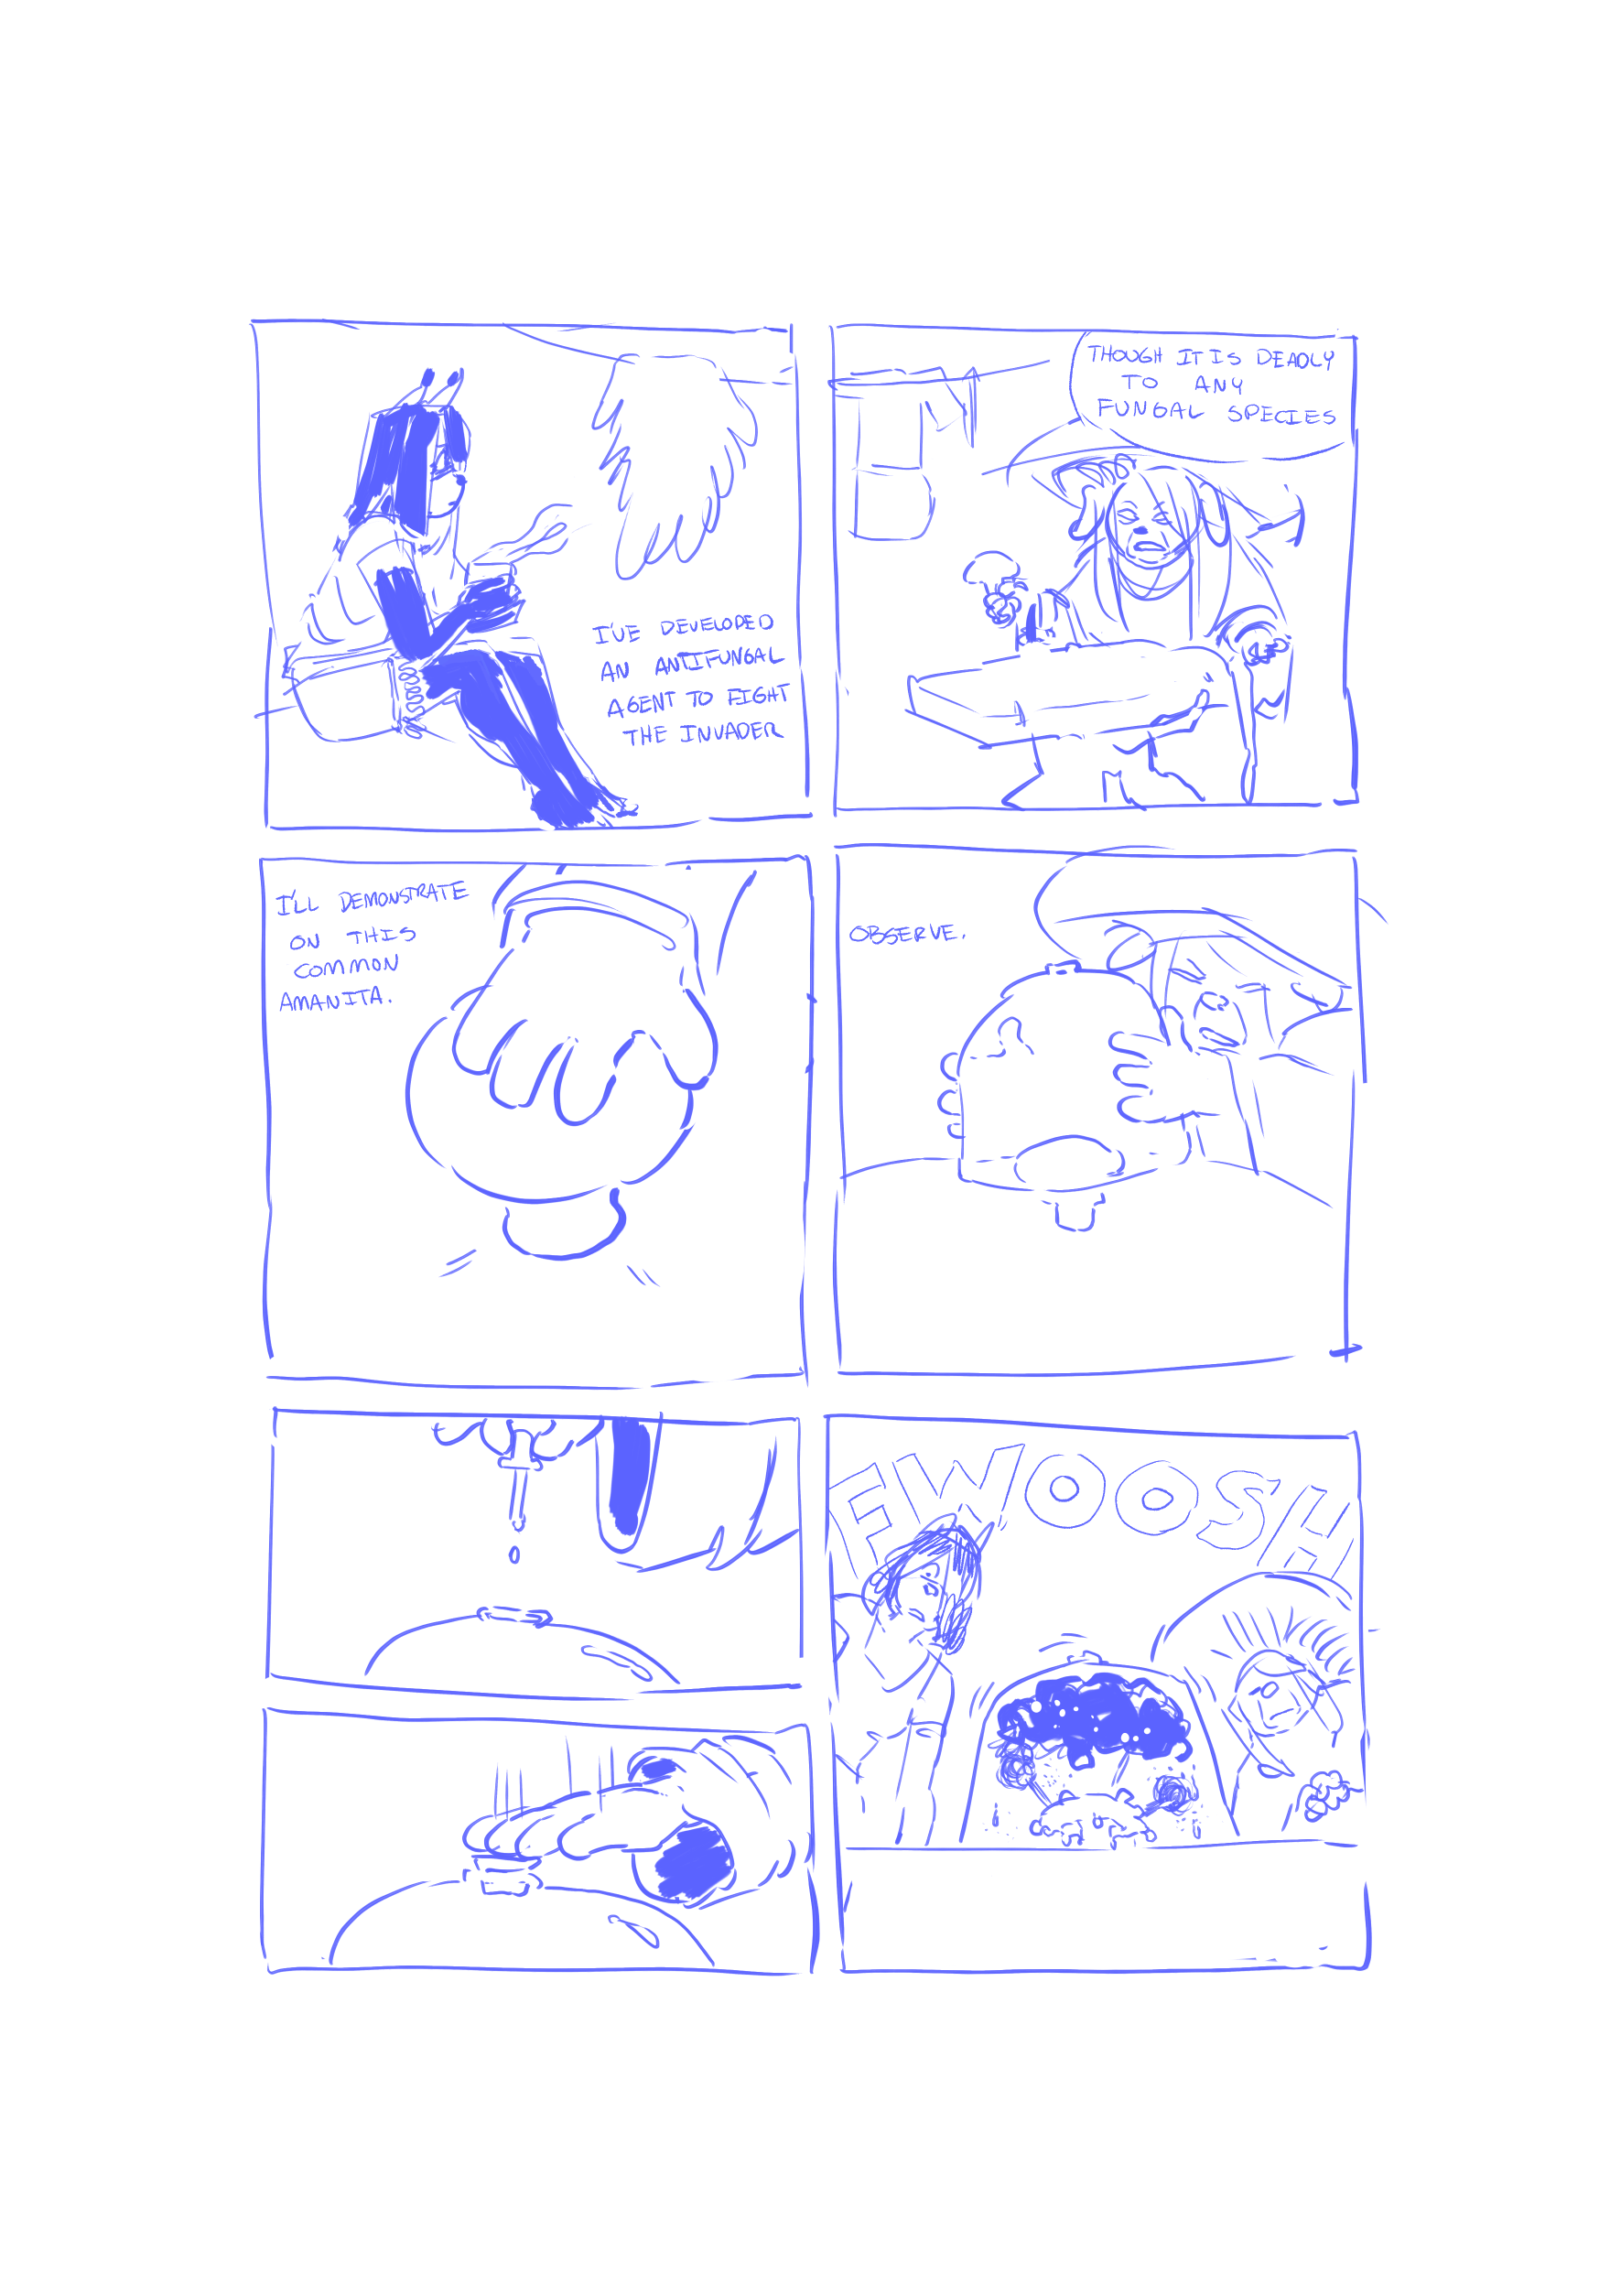 I'VE DEVELOPED
AN ANTIFUNGAL
AGENT TO FIGHT
THE INVADER
THOUGH IT IS DEADLY
TO ANY
FUNGAL SPECIES
I'LL DEMONSTRATE
ON THIS
COMMON
AMANITA.
OBSERVE.
FWOOSH